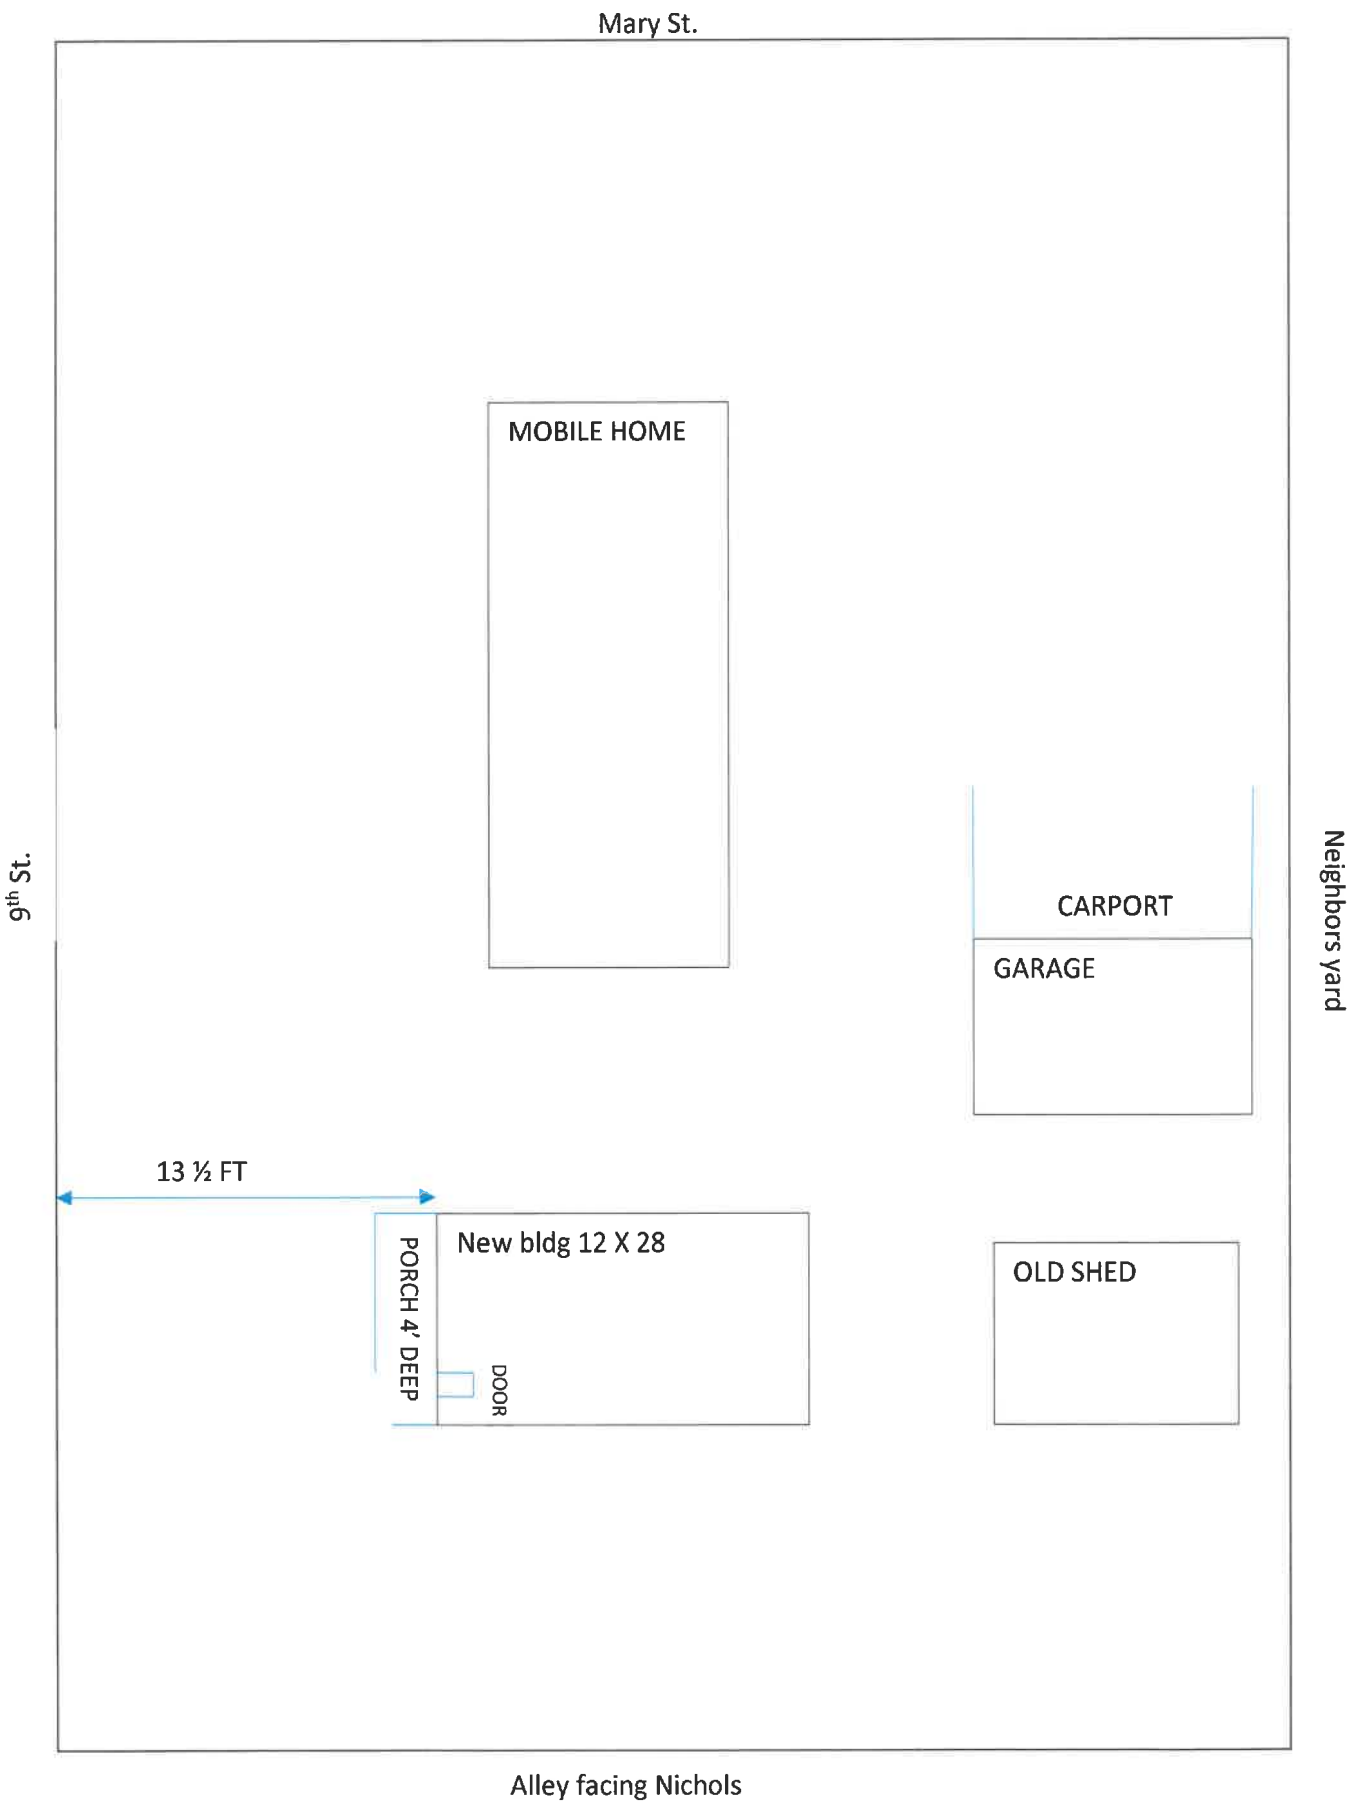 Mary St.
MOBILE HOME
9th St.
CARPORT
Neighbors yard
GARAGE
13 ½ FT
New bldg 12 X 28
PORCH 4' DEEP
DOOR
OLD SHED
Alley facing Nichols